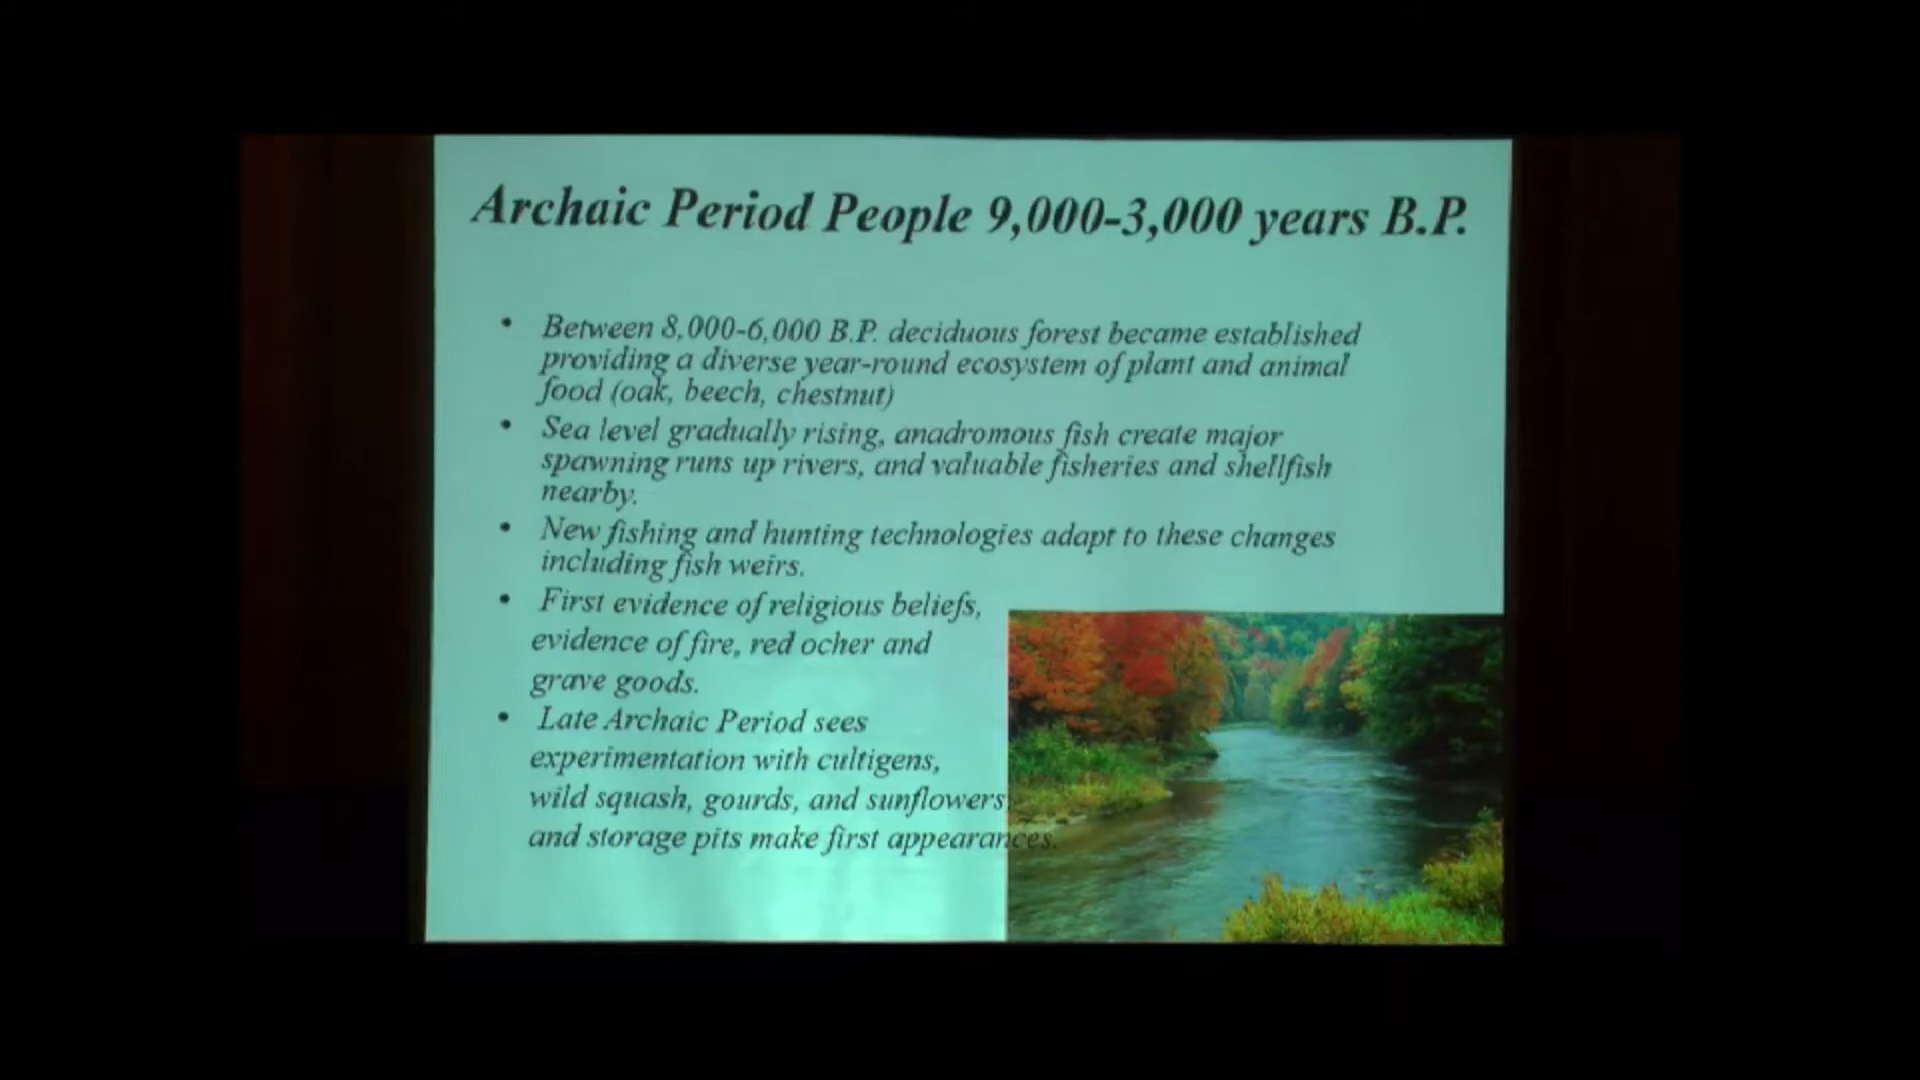 Archaic Period People 9,000-3,000 years B.P.
• Between 8,000-6,000 B.P. deciduous forest became established
providing a diverse year-round ecosystem of plant and animal
food (oak, beech, chestnut)
• Sea level gradually rising, anadromous fish create major
spawning runs up rivers, and valuable fisheries and shellfish
nearby.
• New fishing and hunting technologies adapt to these changes
including fish weirs.
• First evidence of religious beliefs,
evidence of fire, red ocher and
grave goods.
• Late Archaic Period sees
experimentation with cultigens,
wild squash, gourds, and sunflowers
and storage pits make first appearances.